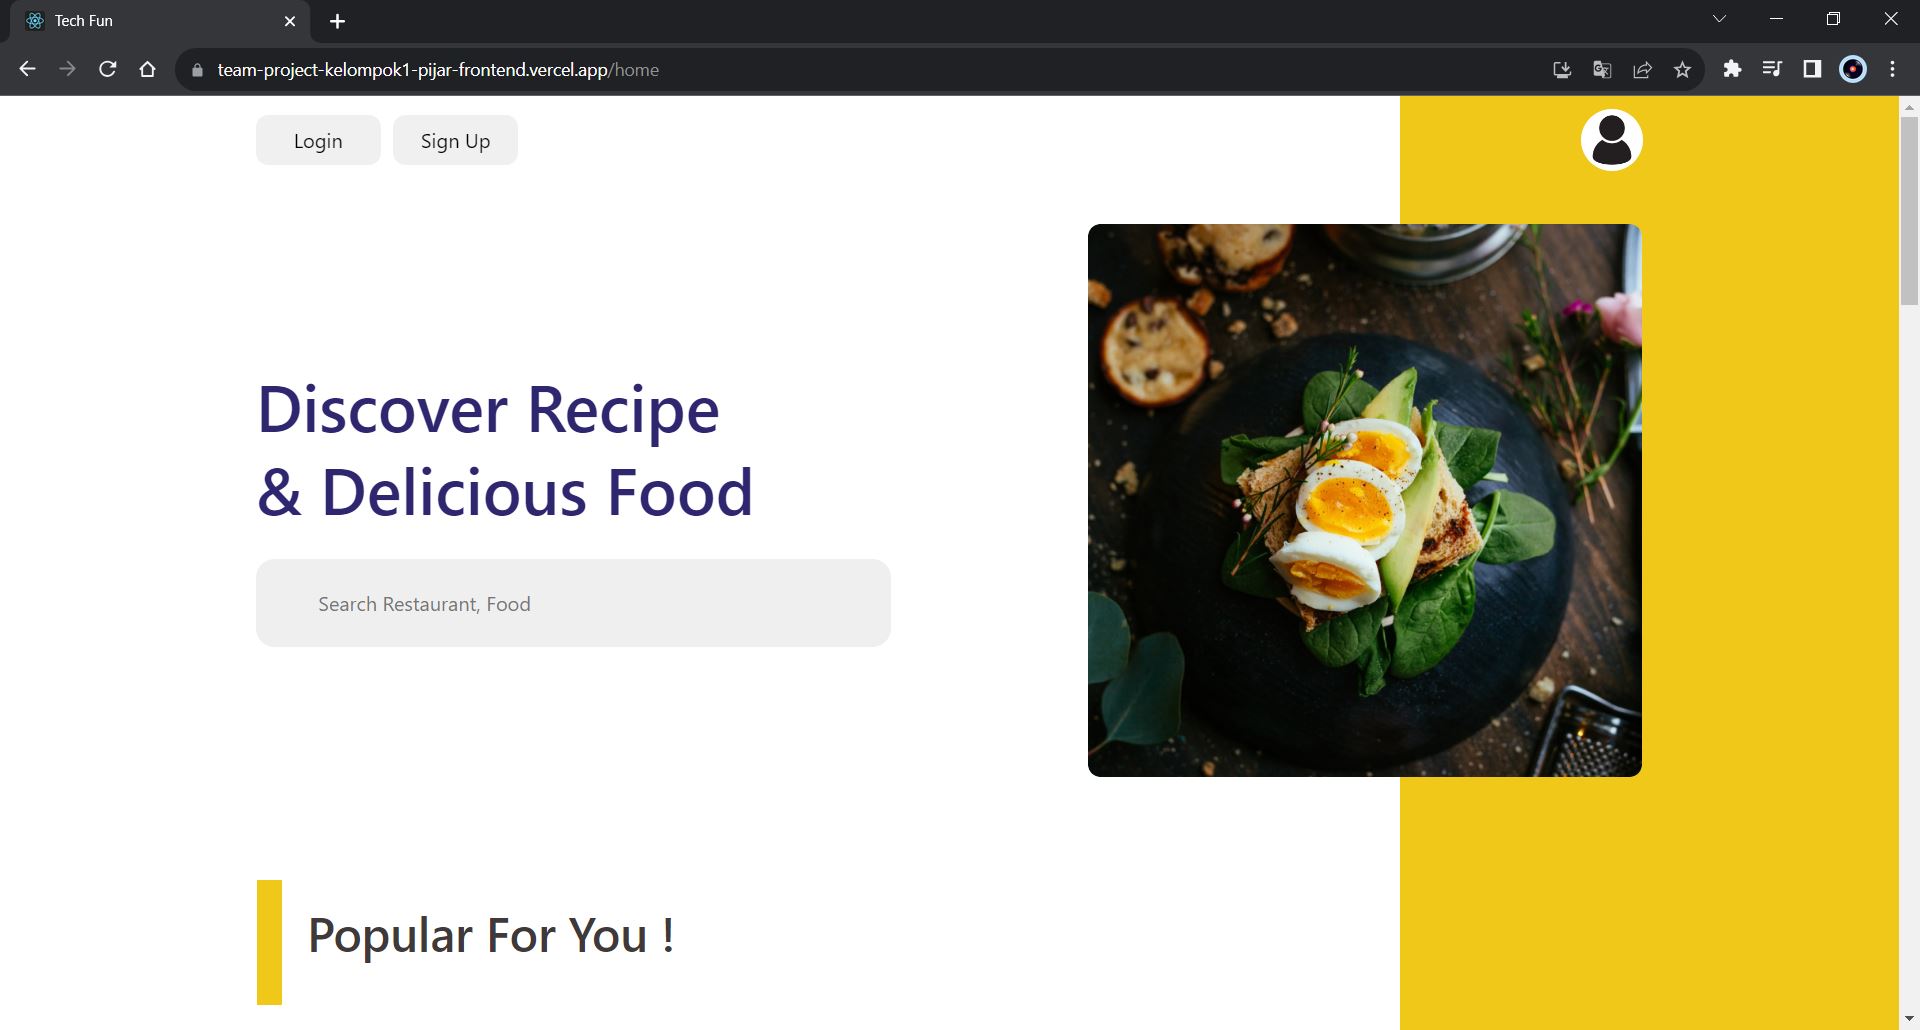 Tech Fun
team-project-kelompok1-pijar-frontend.vercel.app/home
Login
Sign Up
Discover Recipe
& Delicious Food
Search Restaurant, Food
Popular For You !